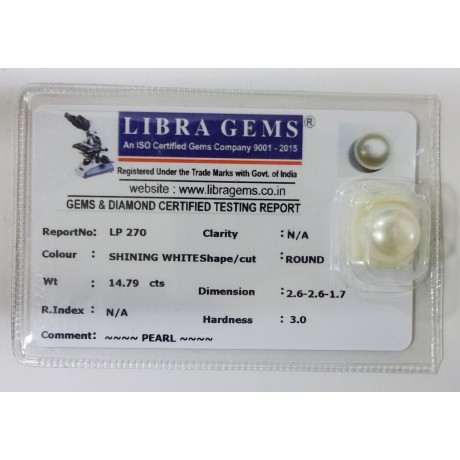 LIBRA GEMS®
An ISO Certified Gems Company 9001 - 2015
Registered Under the Trade Marks with Govt. of India
website : www.libragems.co.in
GEMS & DIAMOND CERTIFIED TESTING REPORT
ReportNo: LP 270 Clarity : N/A
Colour : SHINING WHITE Shape/cut : ROUND
Wt : 14.79 cts Dimension : 2.6-2.6-1.7
R.Index : N/A Hardness : 3.0
Comment: ~~~~ PEARL ~~~~